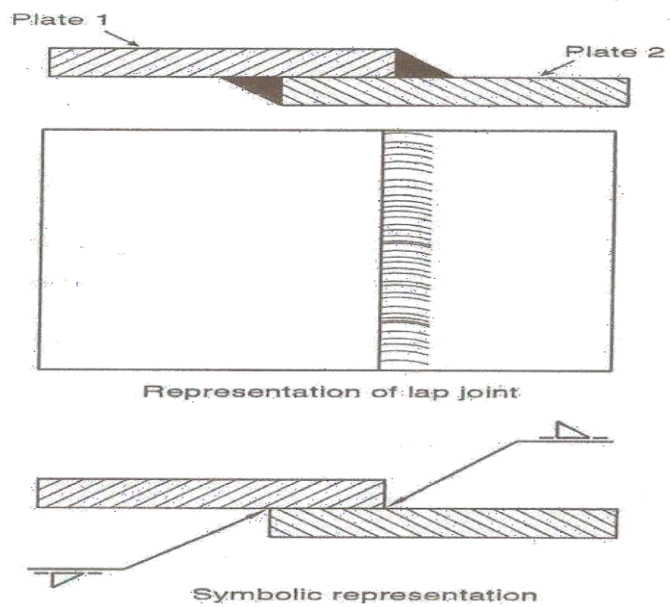 Plate 1
Plate 2
Representation of lap joint
Symbolic representation